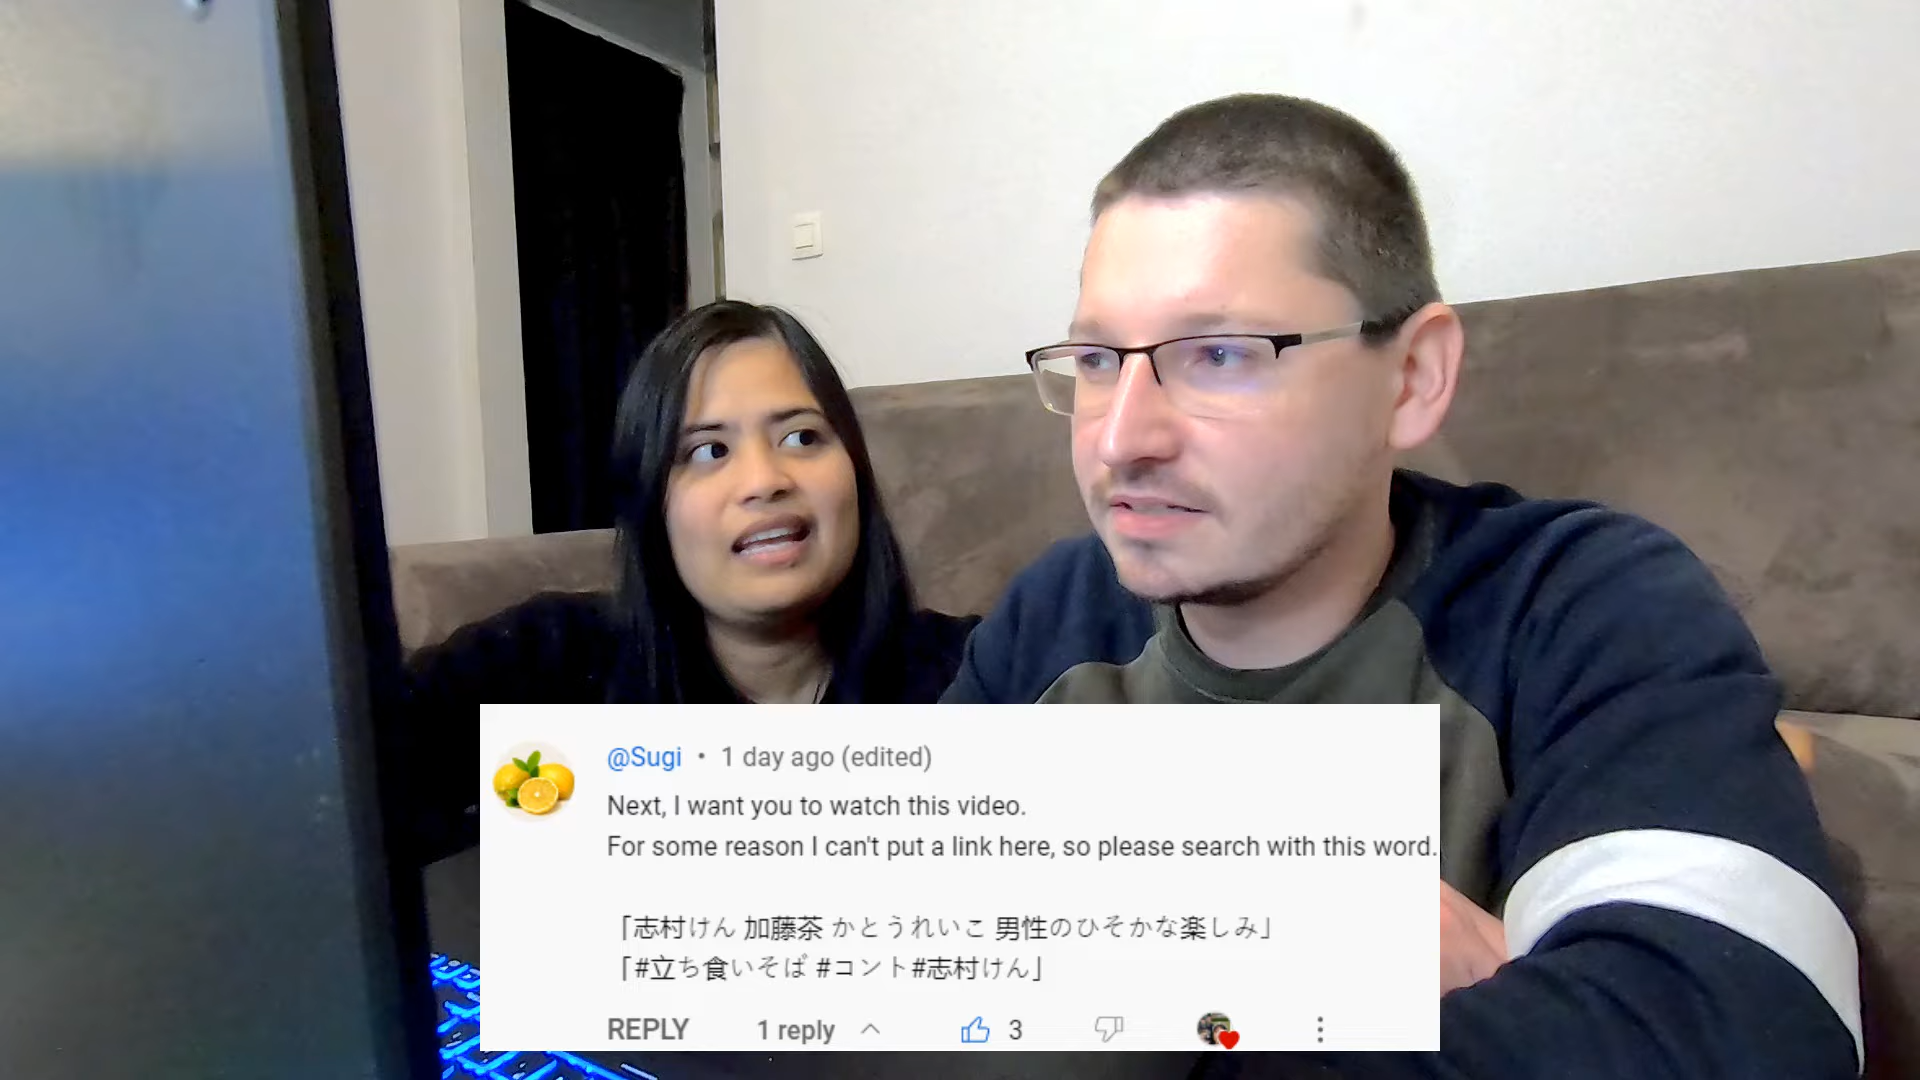 @Sugi • 1 day ago (edited)
Next, I want you to watch this video.
For some reason I can't put a link here, so please search with this word.
「志村けん 加藤茶 かとうれいこ 男性のひそかな楽しみ」
「#立ち食いそば #コント#志村けん」
REPLY 1 reply 3